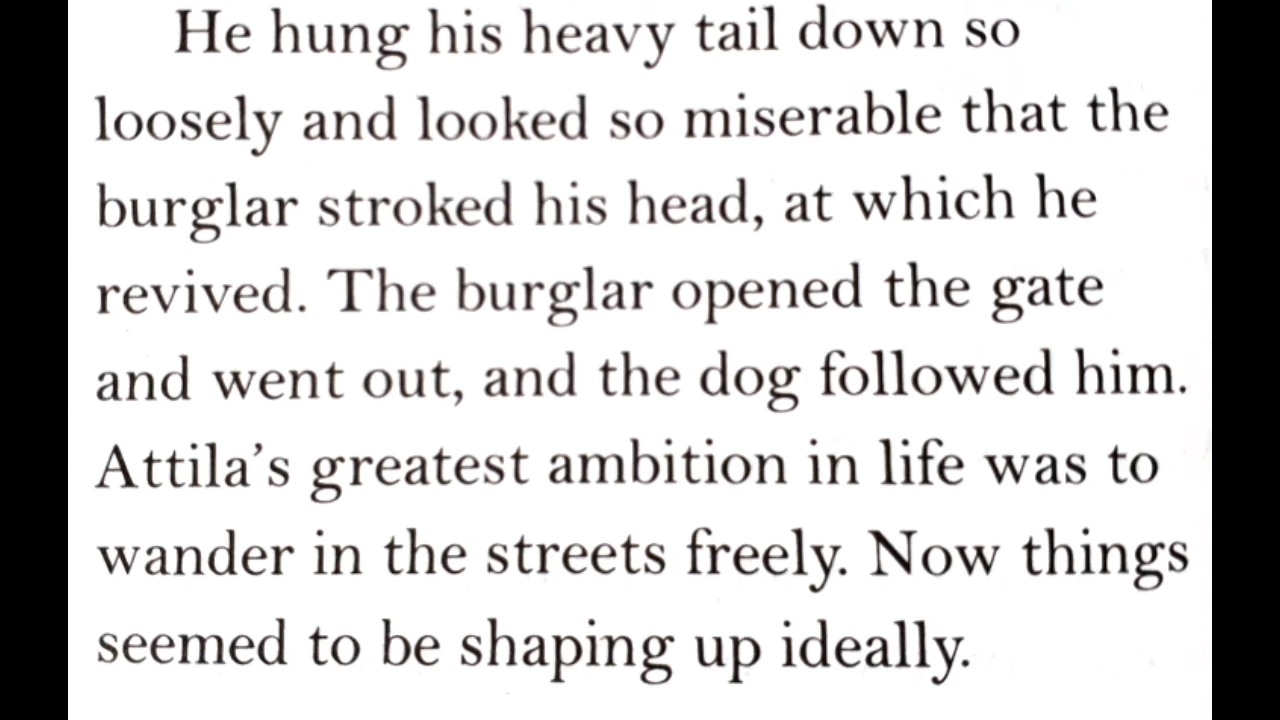 He hung his heavy tail down so
loosely and looked so miserable that the
burglar stroked his head, at which he
revived. The burglar opened the gate
and went out, and the dog followed him.
Attila’s greatest ambition in life was to
wander in the streets freely. Now things
seemed to be shaping up ideally.